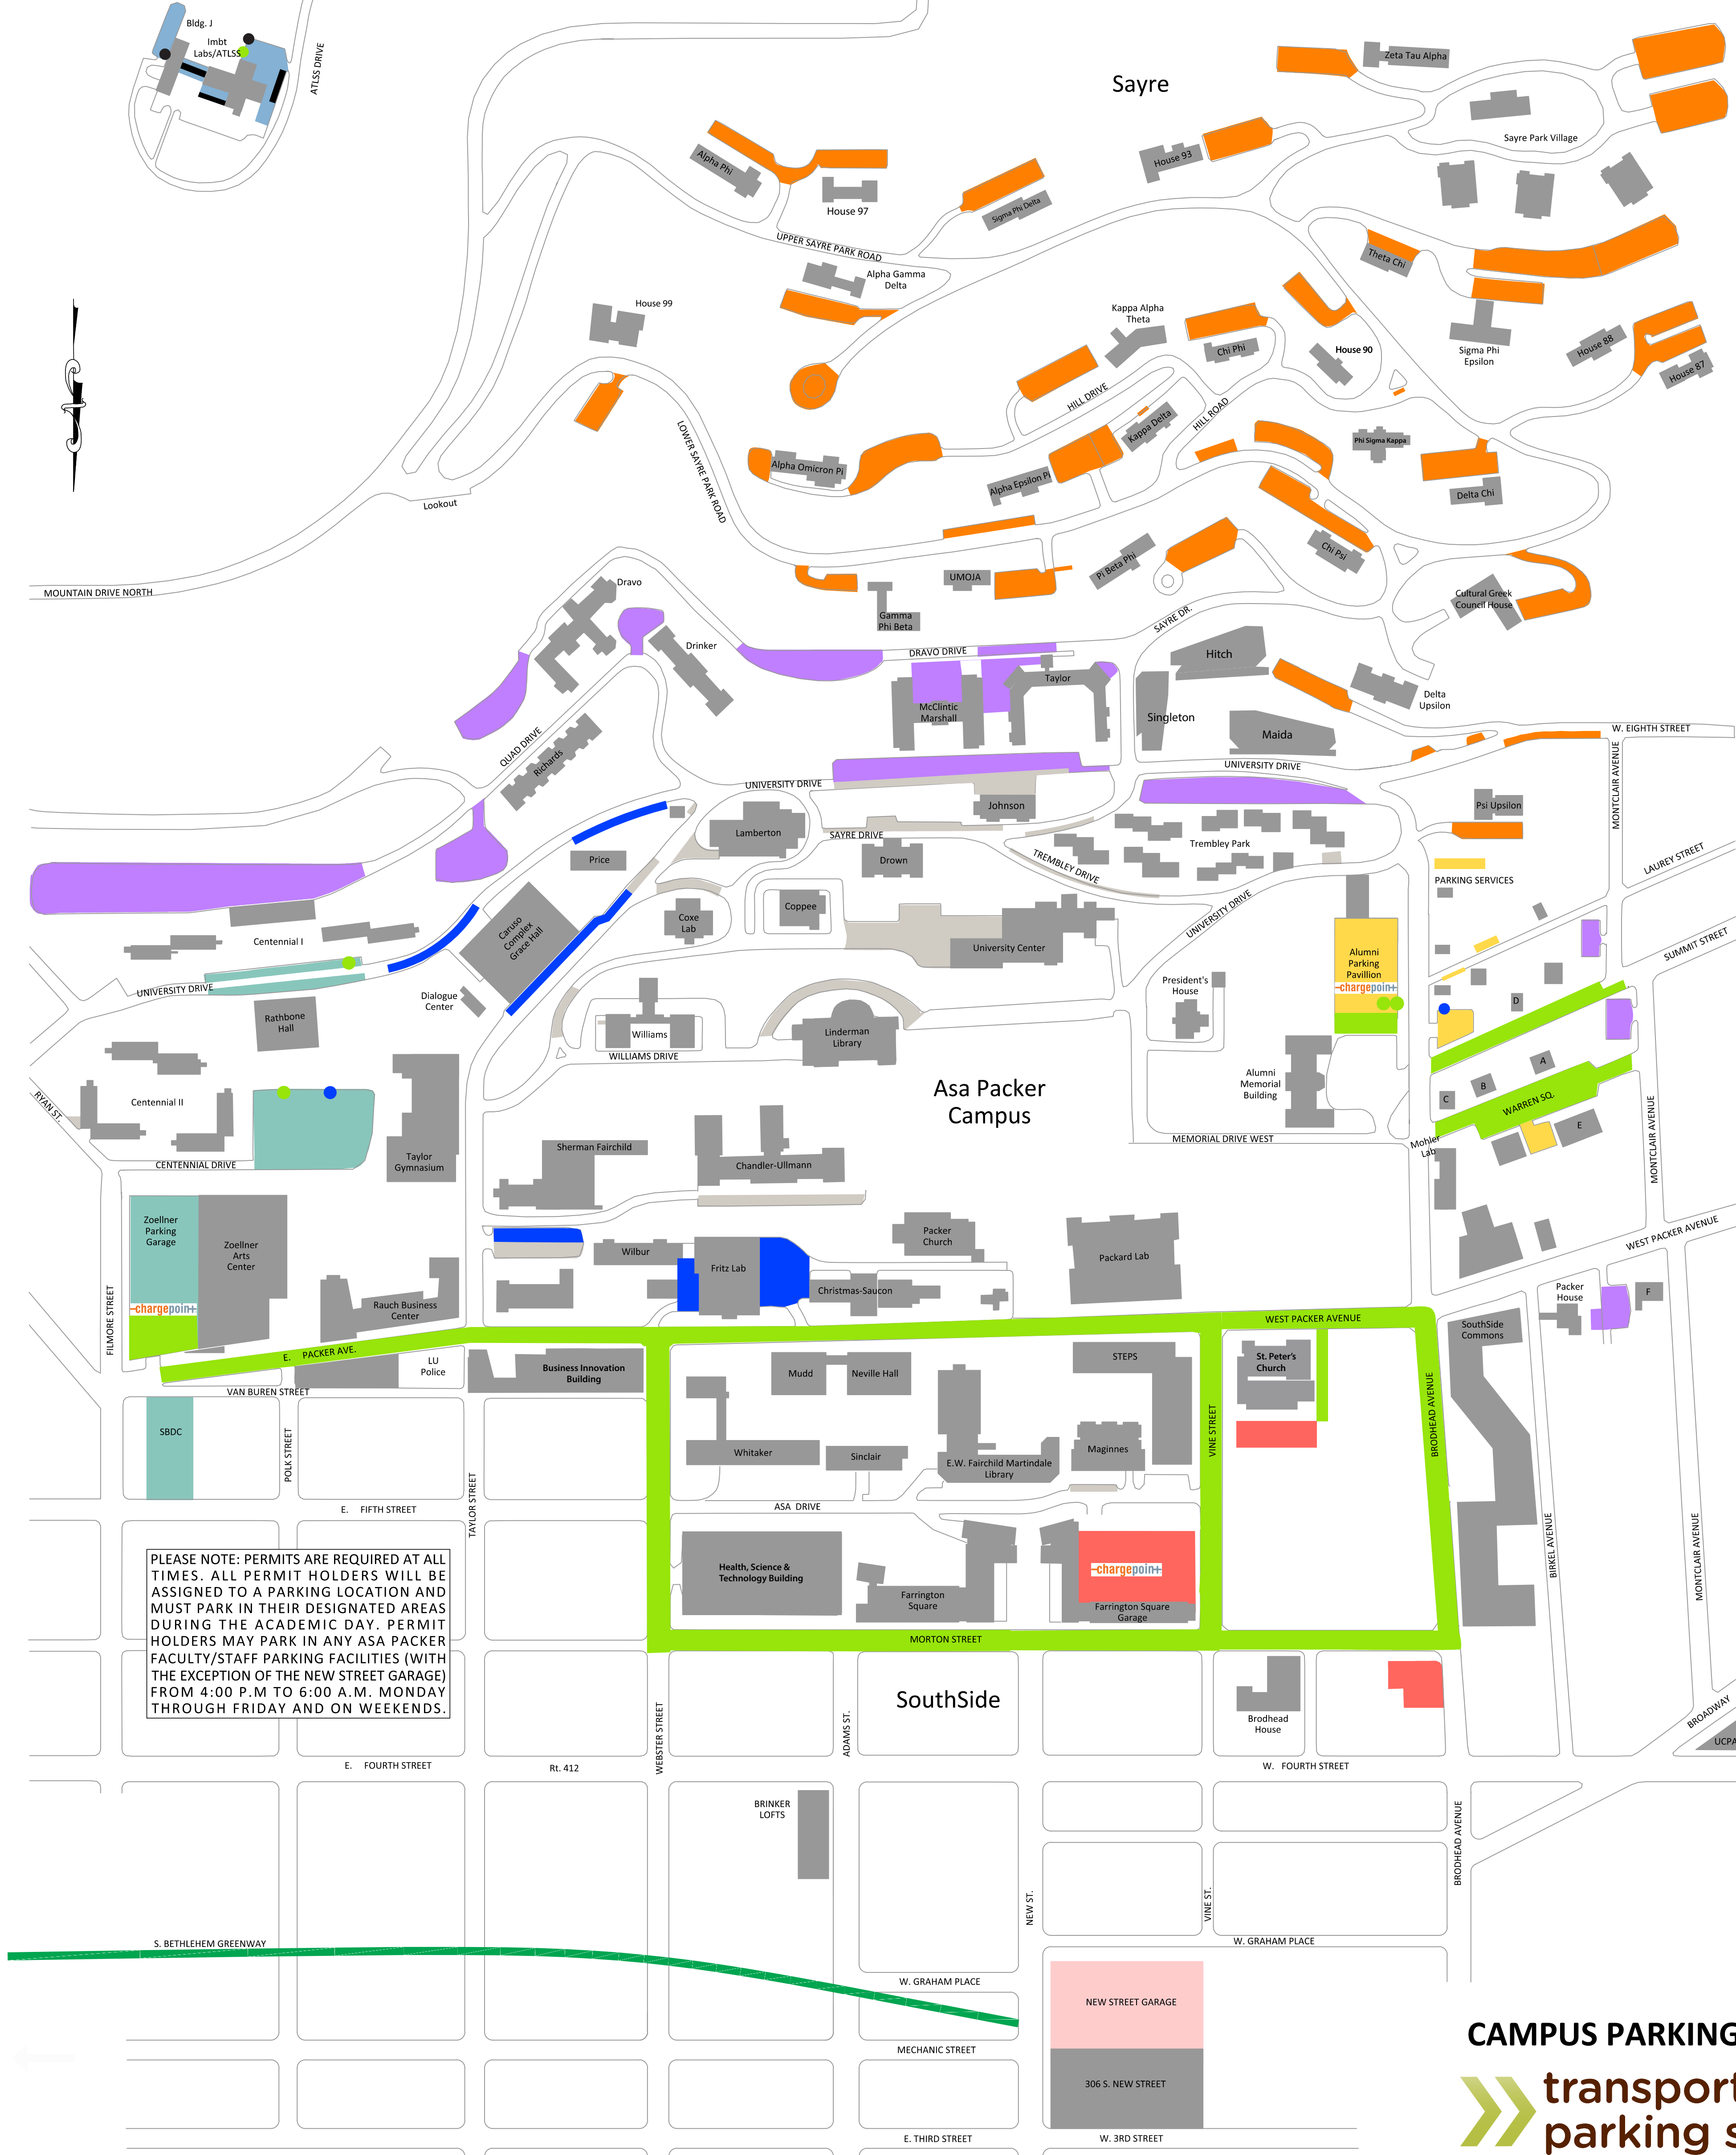 Bldg. J
Imbt
Labs/ATLSS
ATLSS DRIVE
Sayre
Zeta Tau Alpha
Sayre Park Village
House 93
Alpha Phi
House 97
Sigma Phi Delta
UPPER SAYRE PARK ROAD
Alpha Gamma
Delta
Theta Chi
House 99
Kappa Alpha
Theta
Chi Phi
House 90
Sigma Phi
Epsilon
House 88
House 87
HILL DRIVE
HILL ROAD
Kappa Delta
Phi Sigma Kappa
LOWER SAYRE PARK ROAD
Alpha Omicron Pi
Alpha Epsilon Pi
Delta Chi
Lookout
Chi Psi
Pi Beta Phi
UMOJA
MOUNTAIN DRIVE NORTH
Dravo
Gamma
Phi Beta
Cultural Greek
Council House
SAYRE DR.
Drinker
DRAVO DRIVE
Hitch
Taylor
McClintic
Marshall
Singleton
Delta
Upsilon
Maida
W. EIGHTH STREET
QUAD DRIVE
Richards
UNIVERSITY DRIVE
UNIVERSITY DRIVE
MONTCLAIR AVENUE
Johnson
Psi Upsilon
Lamberton
SAYRE DRIVE
Trembley Park
Price
Drown
TREMBLEY DRIVE
LAUREY STREET
PARKING SERVICES
Coppee
Coxe
Lab
UNIVERSITY DRIVE
Caruso
Complex
Grace Hall
Centennial I
University Center
Alumni
Parking
Pavillion
chargepoint
SUMMIT STREET
UNIVERSITY DRIVE
Dialogue
Center
President's
House
D
Rathbone
Hall
Williams
Linderman
Library
WILLIAMS DRIVE
Asa Packer
Campus
Alumni
Memorial
Building
A
B
C
WARREN SQ.
E
RYAN ST.
Centennial II
Taylor
Gymnasium
CENTENNIAL DRIVE
Sherman Fairchild
Chandler-Ullmann
MEMORIAL DRIVE WEST
Mohler
Lab
MONTCLAIR AVENUE
Zoellner
Parking
Garage
Zoellner
Arts
Center
Wilbur
Fritz Lab
Packer
Church
Packard Lab
WEST PACKER AVENUE
Christmas-Saucon
Packer
House
F
chargepoint
Rauch Business
Center
FILMORE STREET
WEST PACKER AVENUE
SouthSide
Commons
E. PACKER AVE.
LU
Police
Business Innovation
Building
STEPS
St. Peter's
Church
Mudd
Neville Hall
VAN BUREN STREET
SBDC
POLK STREET
Whitaker
Sinclair
E.W. Fairchild Martindale
Library
Maginnes
VINE STREET
BRODHEAD AVENUE
TAYLOR STREET
E. FIFTH STREET
ASA DRIVE
BIRKEL AVENUE
MONTCLAIR AVENUE
Health, Science &
Technology Building
Farrington
Square
chargepoint
Farrington Square
Garage
PLEASE NOTE: PERMITS ARE REQUIRED AT ALL
TIMES. ALL PERMIT HOLDERS WILL BE
ASSIGNED TO A PARKING LOCATION AND
MUST PARK IN THEIR DESIGNATED AREAS
DURING THE ACADEMIC DAY. PERMIT
HOLDERS MAY PARK IN ANY ASA PACKER
FACULTY/STAFF PARKING FACILITIES (WITH
THE EXCEPTION OF THE NEW STREET GARAGE)
FROM 4:00 P.M TO 6:00 A.M. MONDAY
THROUGH FRIDAY AND ON WEEKENDS.
MORTON STREET
SouthSide
WEBSTER STREET
ADAMS ST.
Brodhead
House
BROADWAY
UCPA
E. FOURTH STREET
Rt. 412
W. FOURTH STREET
BRINKER
LOFTS
BRODHEAD AVENUE
NEW ST.
VINE ST.
S. BETHLEHEM GREENWAY
W. GRAHAM PLACE
W. GRAHAM PLACE
NEW STREET GARAGE
CAMPUS PARKING
MECHANIC STREET
306 S. NEW STREET
transport
parking s
E. THIRD STREET
W. 3RD STREET